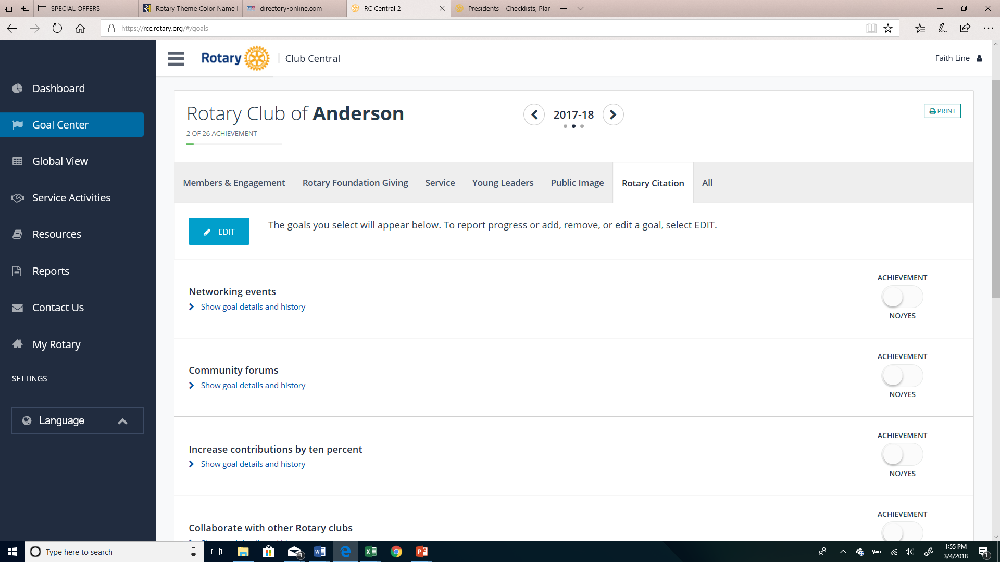 SPECIAL OFFERS
Rotary Theme Color Name
directory-online.com
RC Central 2
Presidents – Checklists, Plar
https://rcc.rotary.org/#/goals
Rotary
Club Central
Faith Line
Dashboard
Goal Center
Global View
Service Activities
Resources
Reports
Contact Us
My Rotary
SETTINGS
Language
Rotary Club of Anderson
2 OF 26 ACHIEVEMENT
2017-18
PRINT
Members & Engagement
Rotary Foundation Giving
Service
Young Leaders
Public Image
Rotary Citation
All
EDIT
The goals you select will appear below. To report progress or add, remove, or edit a goal, select EDIT.
Networking events
Show goal details and history
ACHIEVEMENT
NO/YES
Community forums
Show goal details and history
ACHIEVEMENT
NO/YES
Increase contributions by ten percent
Show goal details and history
ACHIEVEMENT
NO/YES
Collaborate with other Rotary clubs
ACHIEVEMENT
Type here to search
1
1:55 PM
3/4/2018
1